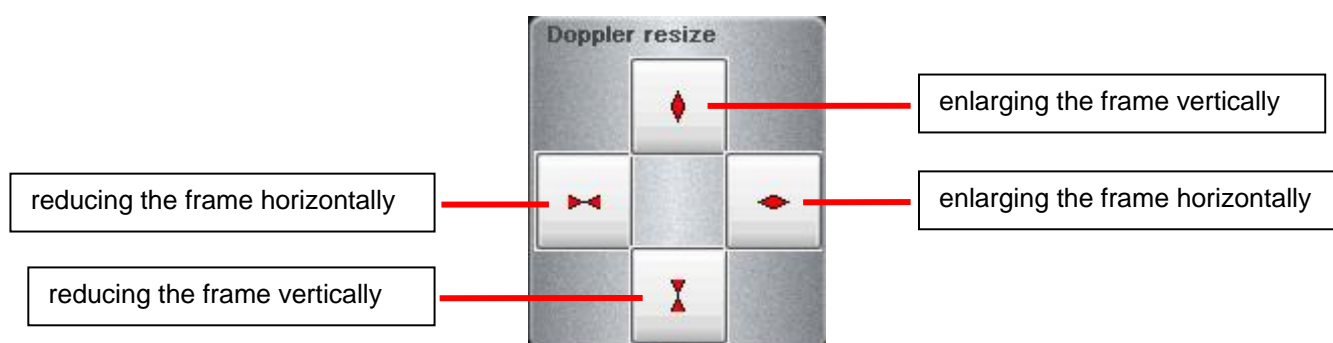 Doppler resize
enlarging the frame vertically
reducing the frame horizontally
enlarging the frame horizontally
reducing the frame vertically